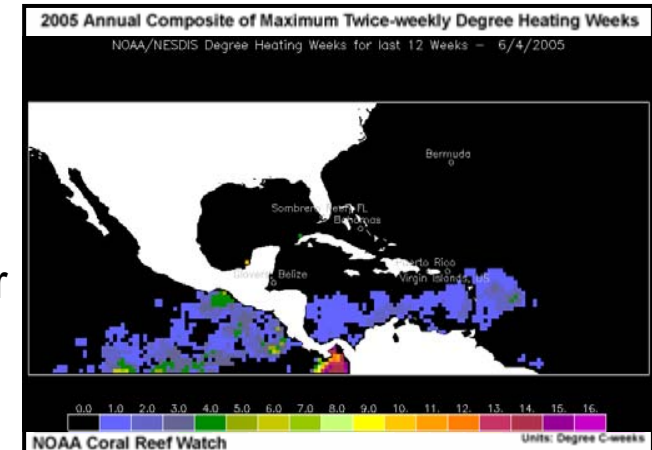 2005 Annual Composite of Maximum Twice-weekly Degree Heating Weeks
NOAA/NESDIS Degree Heating Weeks for last 12 Weeks – 6/4/2005
Bermuda
Sombrero Reef, FL
Bahamas
Puerto Rico
Glovers, Belize
Virgin Islands, US
r
0.0 1.0 2.0 3.0 4.0 5.0 6.0 7.0 8.0 9.0 10. 11. 12. 13. 14. 15. 16.
NOAA Coral Reef Watch
Units: Degree C-weeks